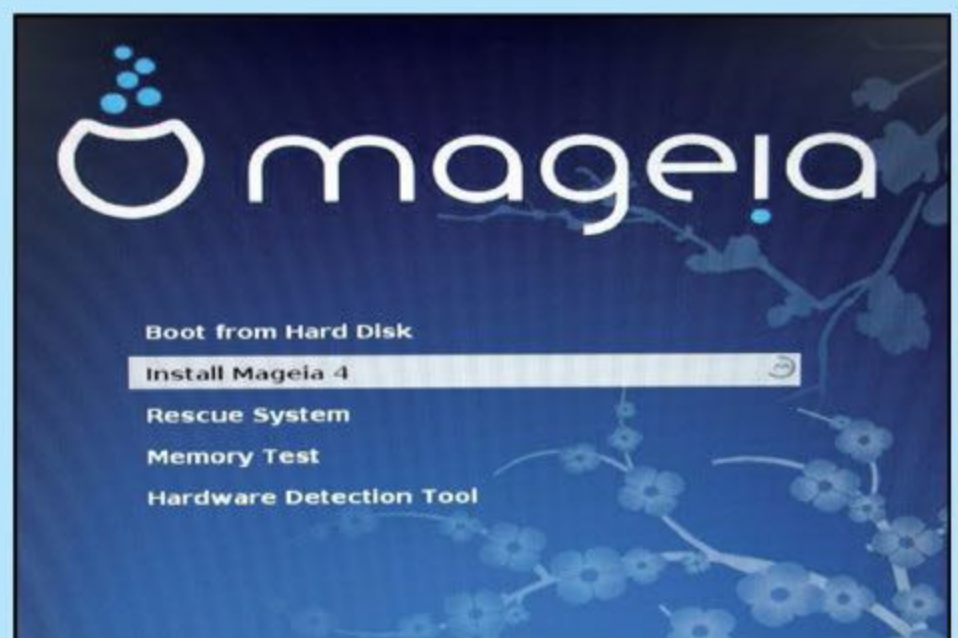 mageia
Boot from Hard Disk
Install Mageia 4
Rescue System
Memory Test
Hardware Detection Tool